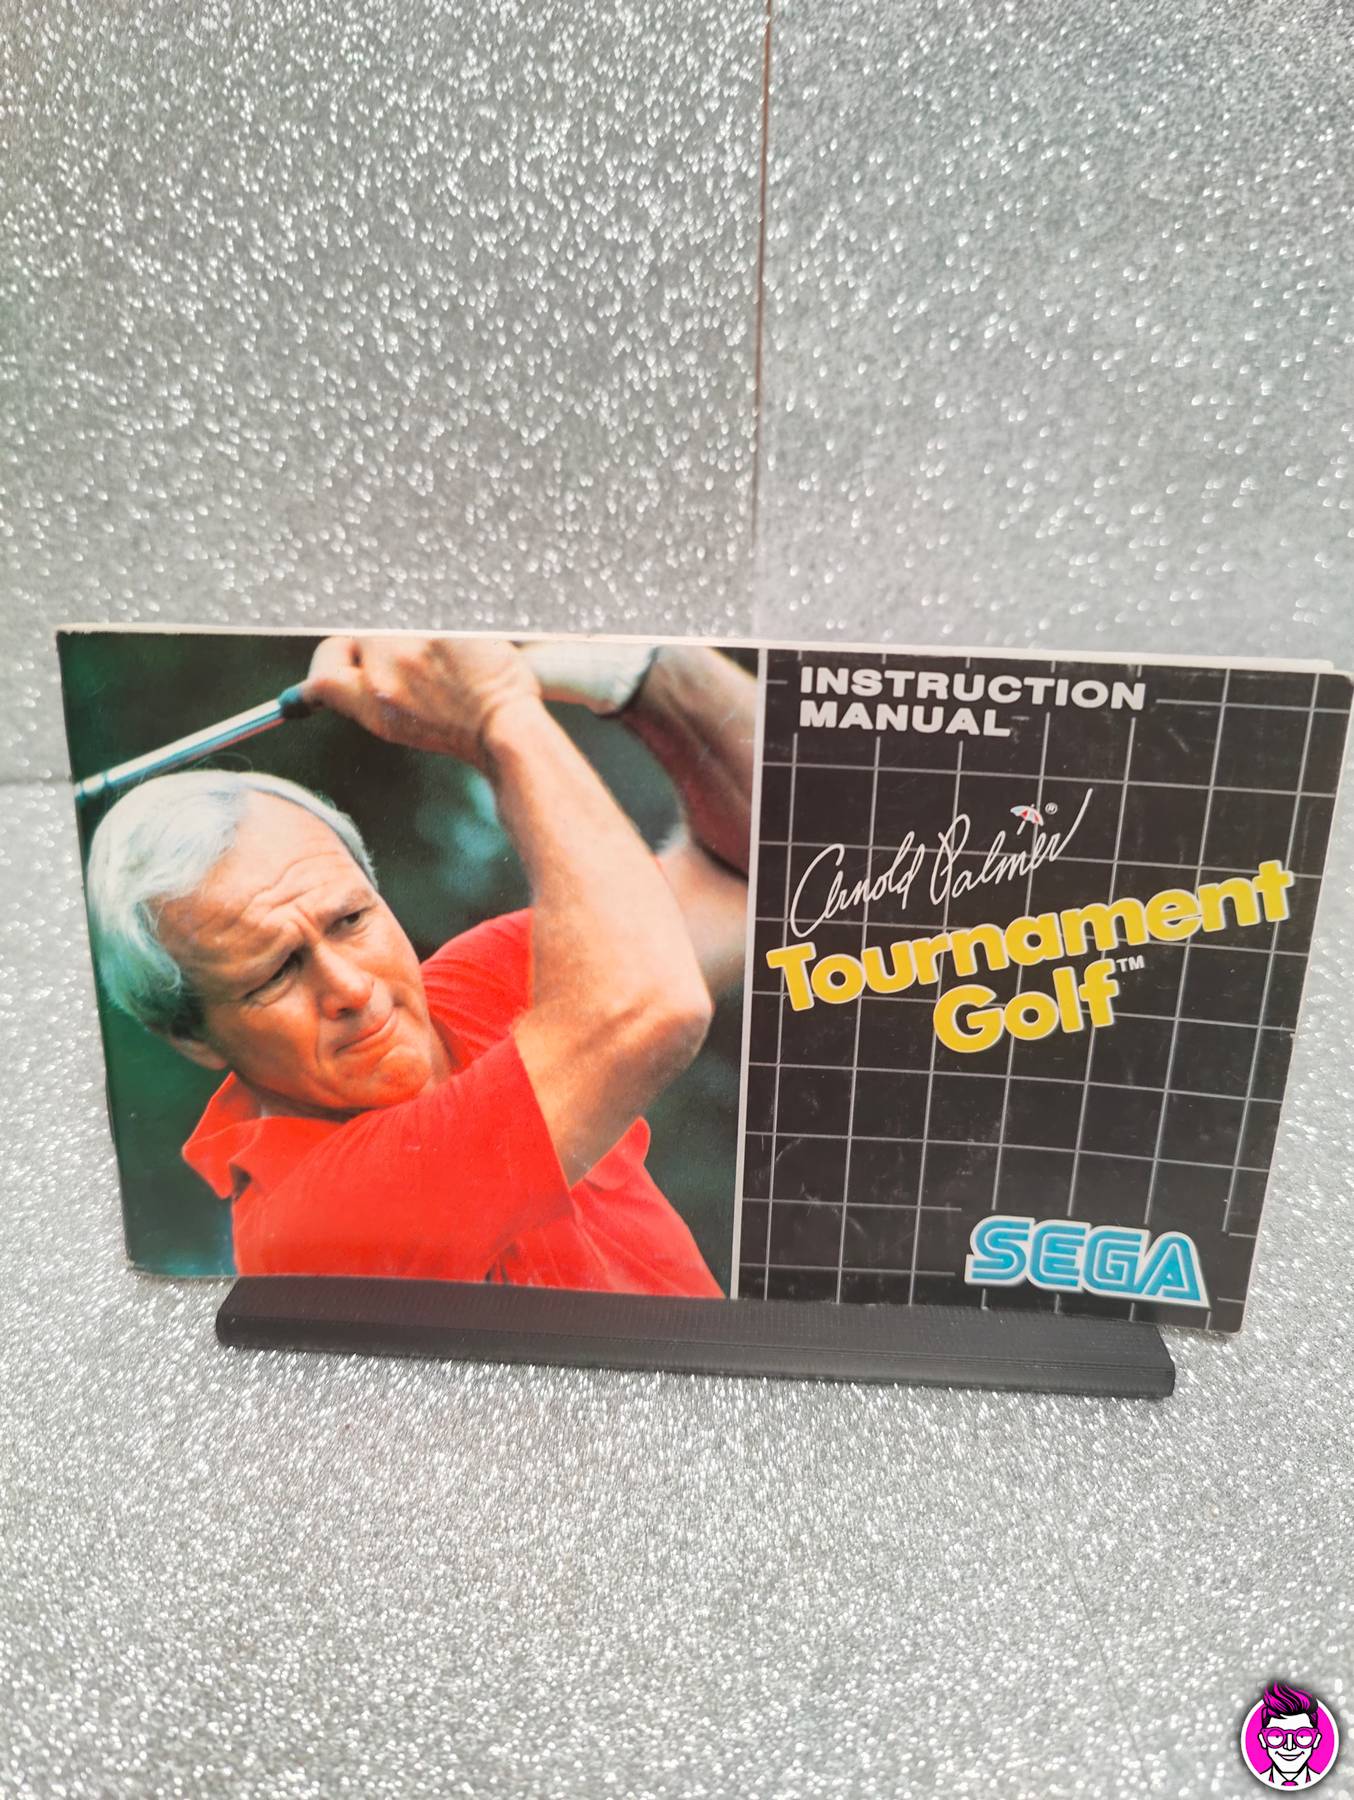 INSTRUCTION
MANUAL
Arnold Palmer®
Tournament
Golf™
SEGA